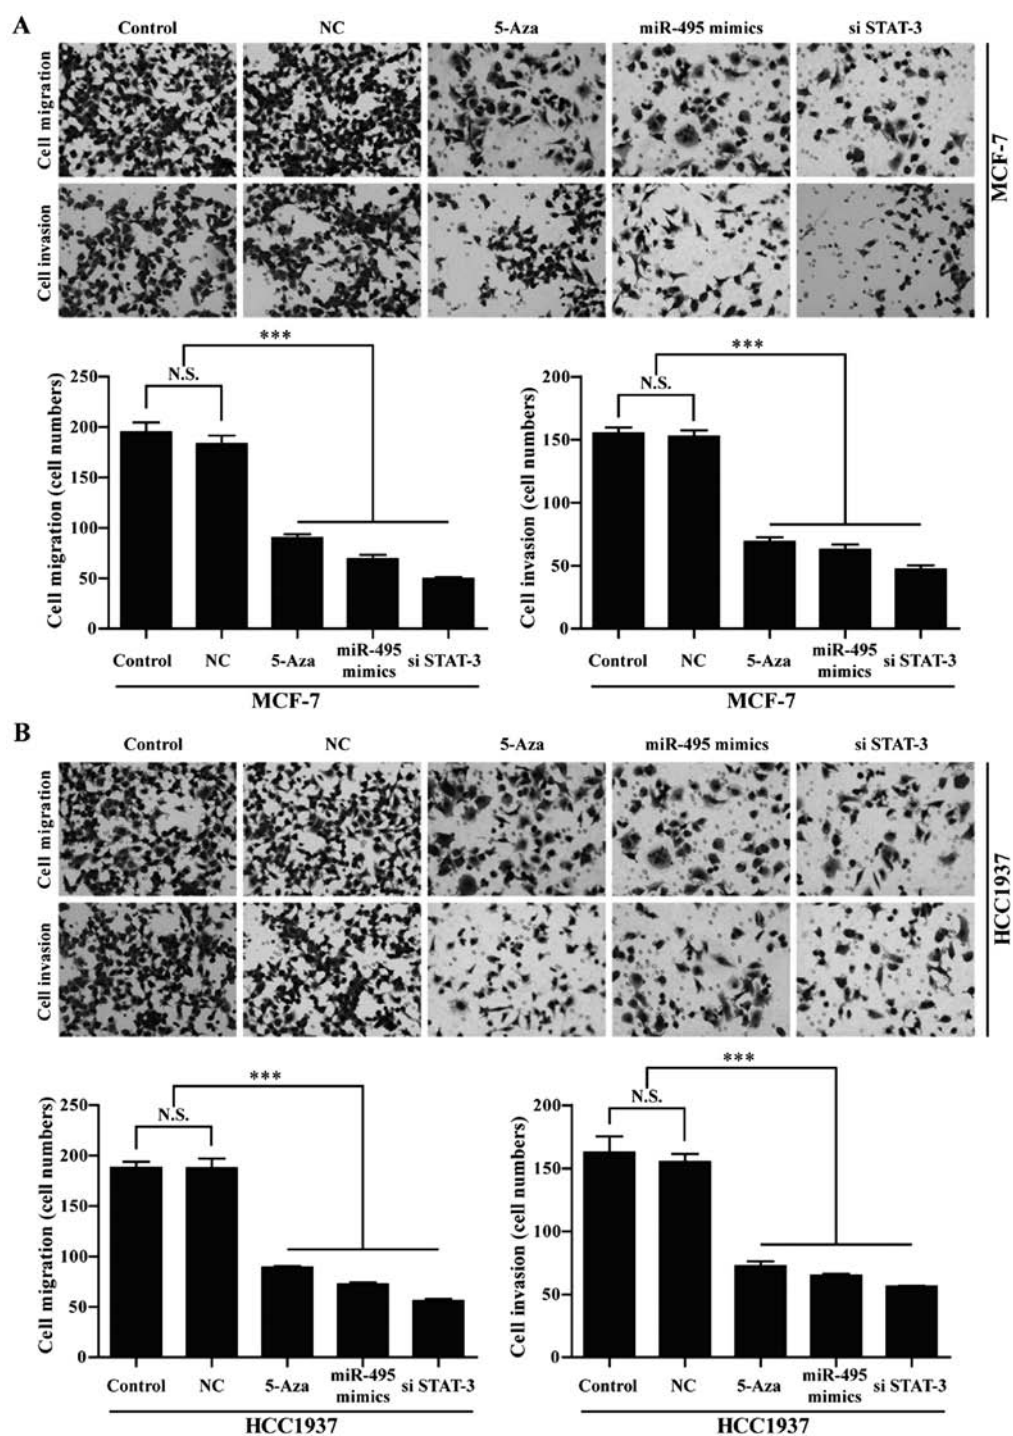 A
Control NC 5-Aza miR-495 mimics si STAT-3
Cell migration
Cell invasion
MCF-7
***
N.S.
Cell migration (cell numbers)
250
200
150
100
50
0
Control NC 5-Aza miR-495 mimics si STAT-3
MCF-7
***
N.S.
Cell invasion (cell numbers)
200
150
100
50
0
Control NC 5-Aza miR-495 mimics si STAT-3
MCF-7
B
Control NC 5-Aza miR-495 mimics si STAT-3
Cell migration
Cell invasion
HCC1937
***
N.S.
Cell migration (cell numbers)
250
200
150
100
50
0
Control NC 5-Aza miR-495 mimics si STAT-3
HCC1937
***
N.S.
Cell invasion (cell numbers)
200
150
100
50
0
Control NC 5-Aza miR-495 mimics si STAT-3
HCC1937